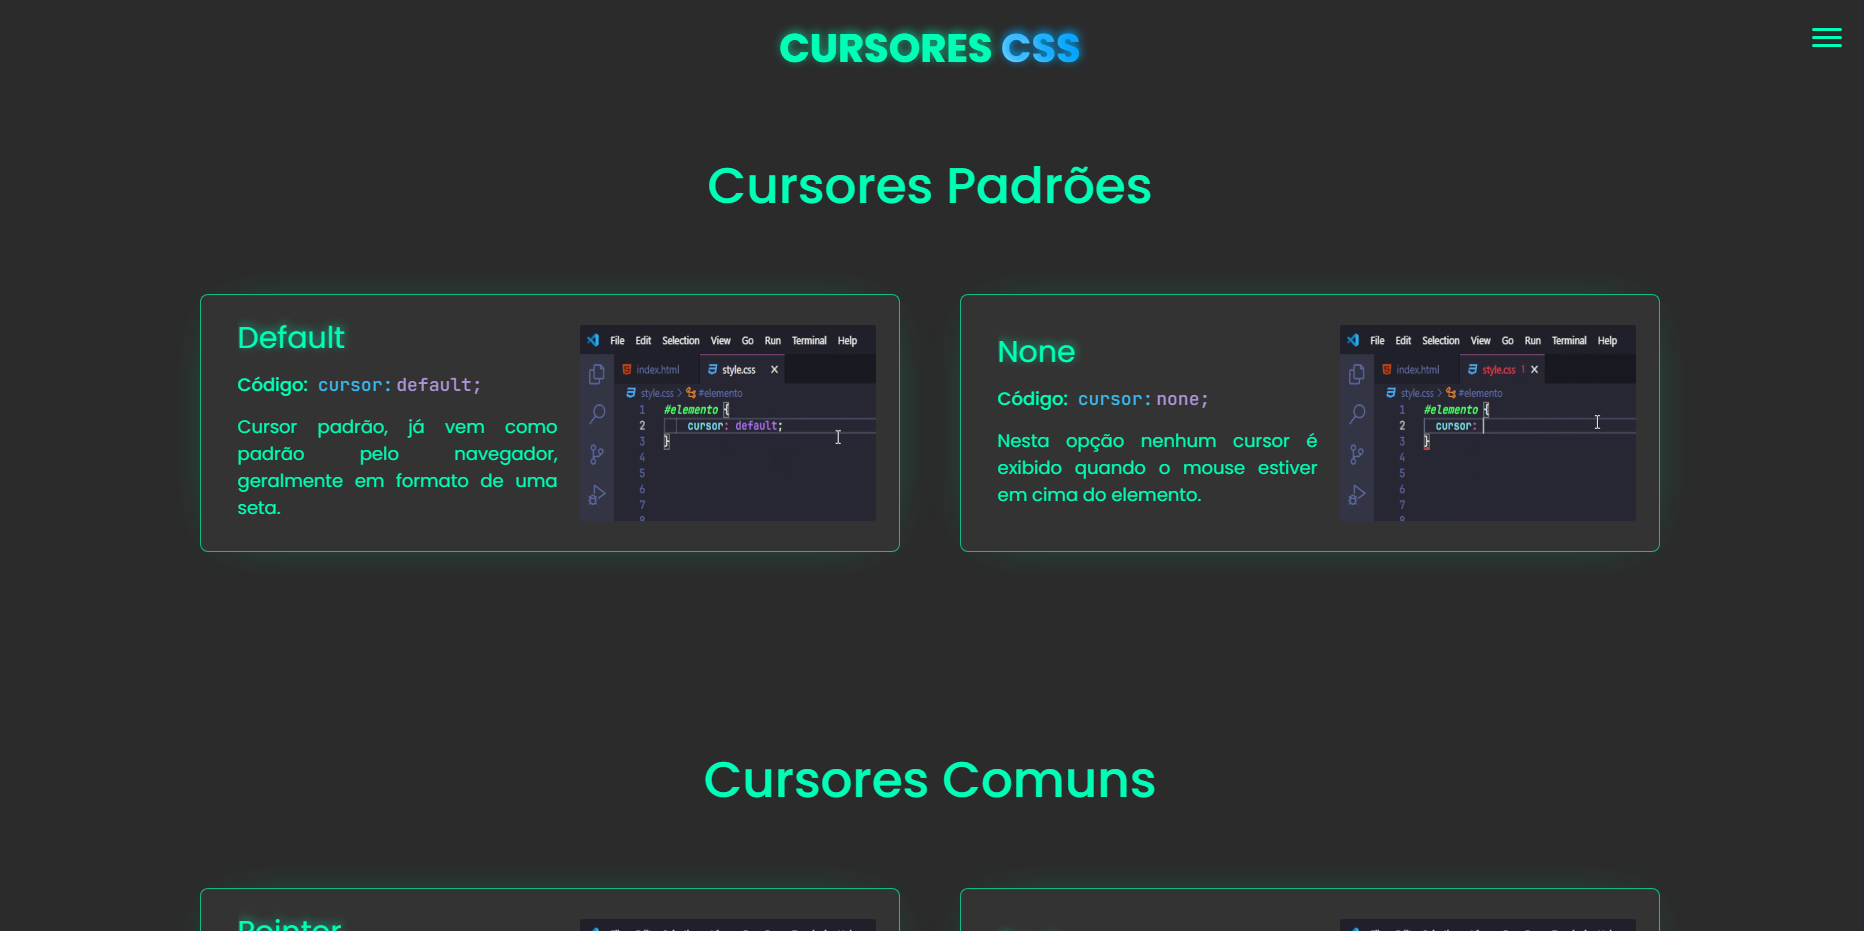 CURSORES CSS
Cursores Padrões
Default
Código: cursor: default;
Cursor padrão, já vem como
padrão pelo navegador,
geralmente em formato de uma
seta.
File Edit Selection View Go Run Terminal Help
index.html style.css ×
style.css > #elemento
1 #elemento {
2 cursor: default;
3 }
4
5
6
7
8
None
Código: cursor: none;
Nesta opção nenhum cursor é
exibido quando o mouse estiver
em cima do elemento.
File Edit Selection View Go Run Terminal Help
index.html style.css 1 ×
style.css > #elemento
1 #elemento {
2 cursor:
3 }
4
5
6
7
8
Cursores Comuns
Pointer